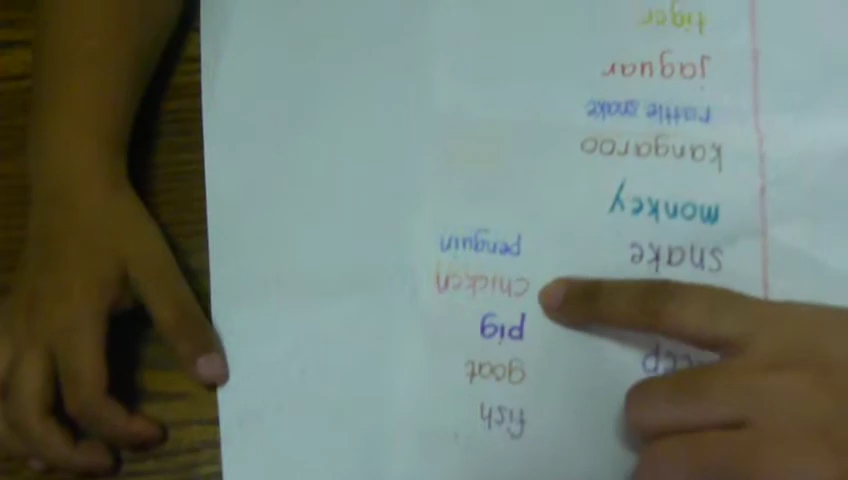 snake
monkey
kangaroo
rattle snake
jaguar
tiger
fish
goat
pig
chicken
penguin